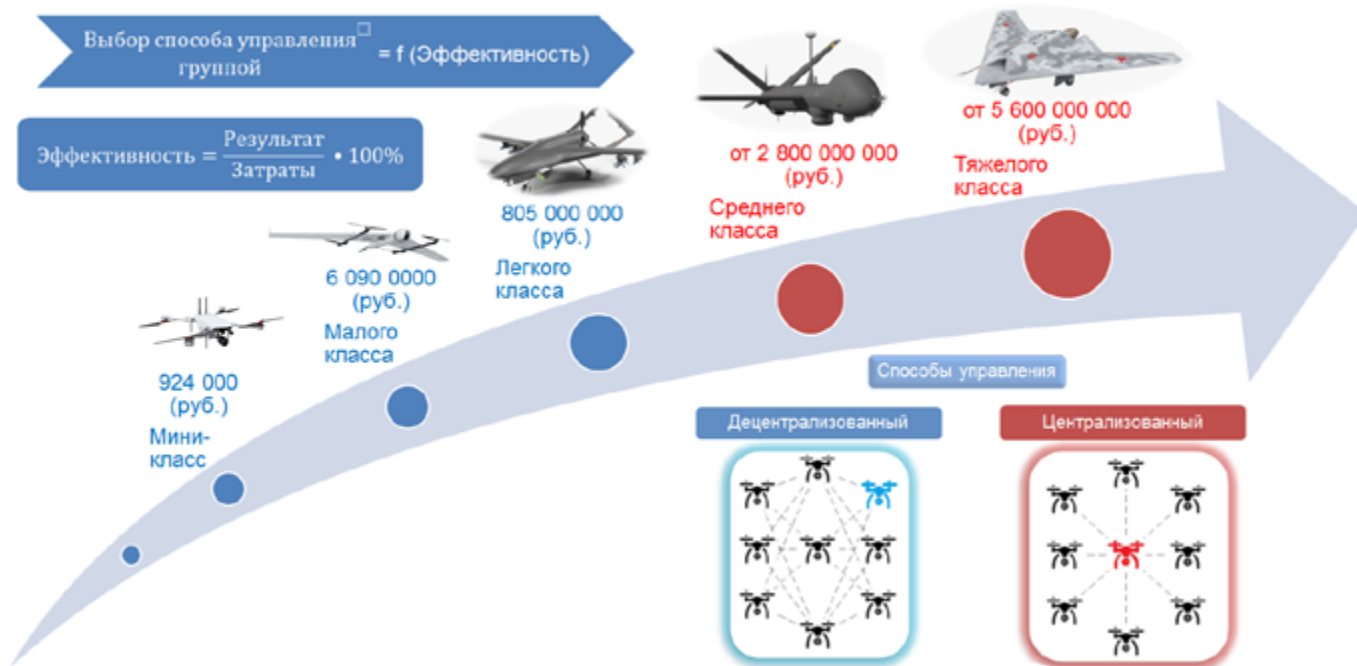 Выбор способа управления
группой
= f (Эффективность)
Эффективность = Результат
Затраты
• 100%
924 000
(руб.)
Мини-
класс
6 090 0000
(руб.)
Малого
класса
805 000 000
(руб.)
Легкого
класса
от 2 800 000 000
(руб.)
Среднего
класса
от 5 600 000 000
(руб.)
Тяжелого
класса
Способы управления
Децентрализованный
Централизованный